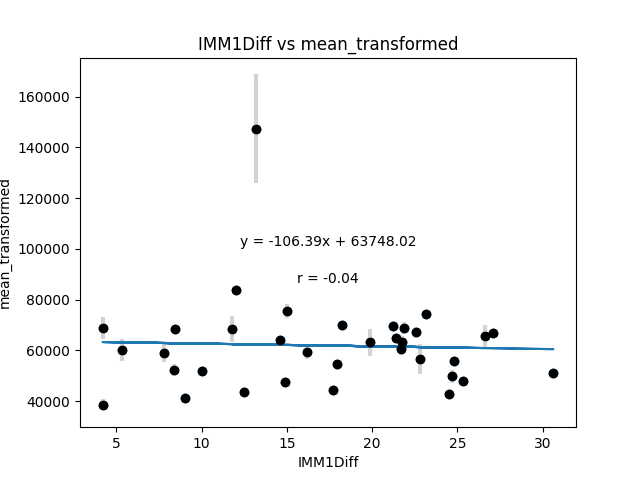 IMM1Diff vs mean_transformed
mean_transformed
160000
140000
120000
100000
80000
60000
40000
y = -106.39x + 63748.02
r = -0.04
5 10 15 20 25 30
IMM1Diff